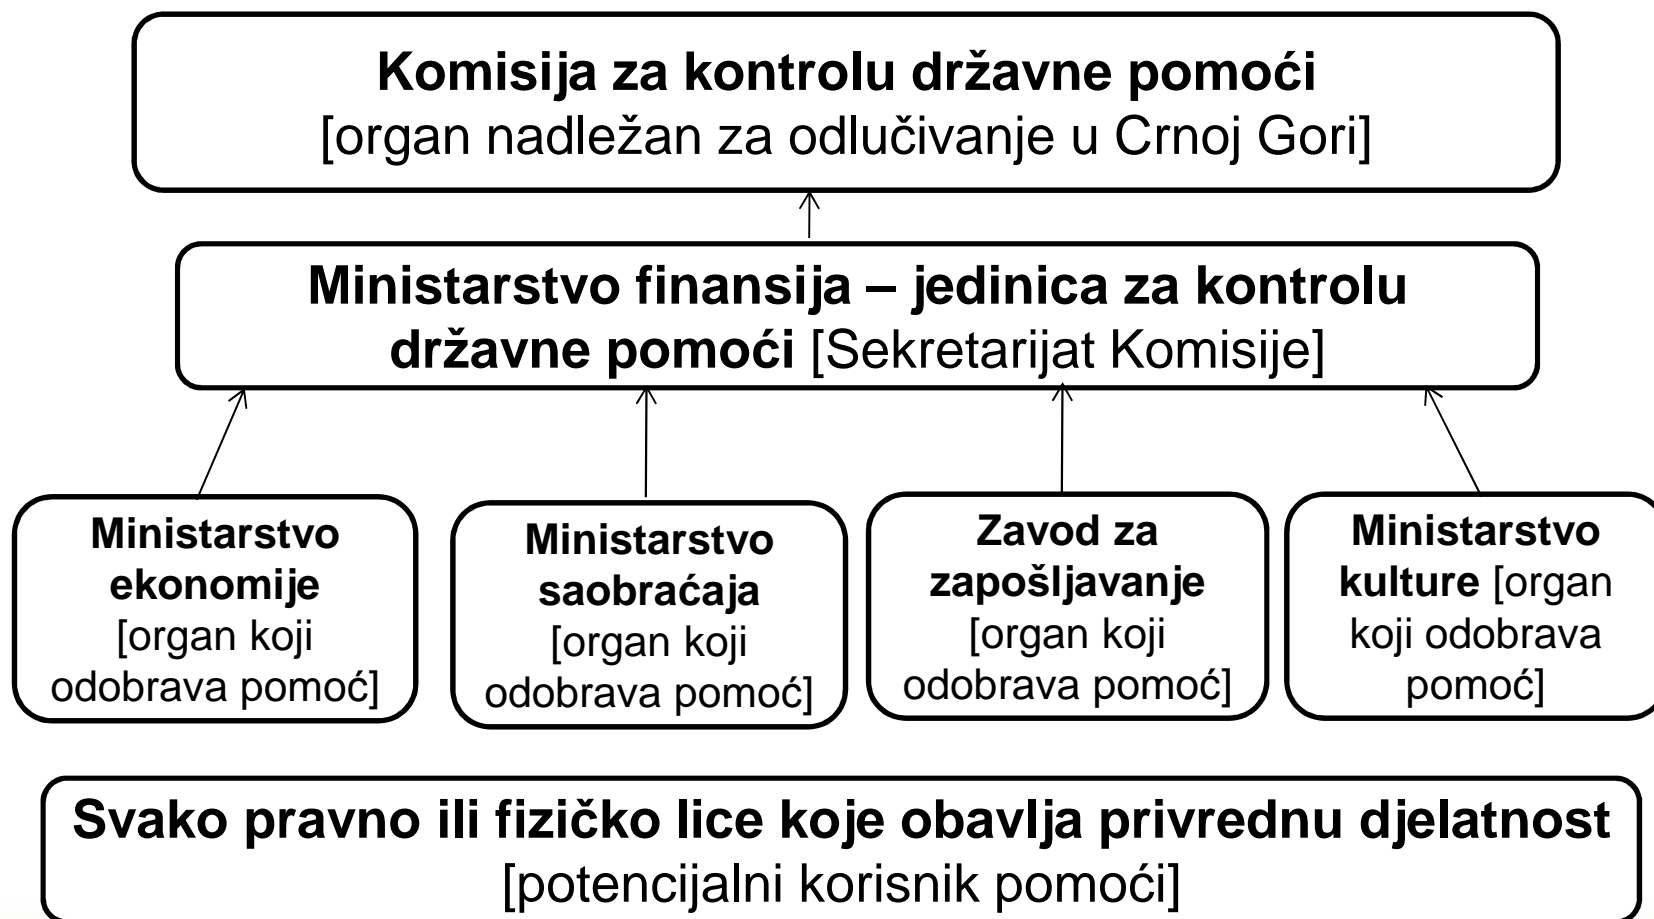 Komisija za kontrolu državne pomoći
[organ nadležan za odlučivanje u Crnoj Gori]
Ministarstvo finansija – jedinica za kontrolu
državne pomoći [Sekretarijat Komisije]
Ministarstvo
ekonomije
[organ koji
odobrava pomoć]
Ministarstvo
saobraćaja
[organ koji
odobrava pomoć]
Zavod za
zapošljavanje
[organ koji
odobrava pomoć]
Ministarstvo
kulture [organ
koji odobrava
pomoć]
Svako pravno ili fizičko lice koje obavlja privrednu djelatnost
[potencijalni korisnik pomoći]